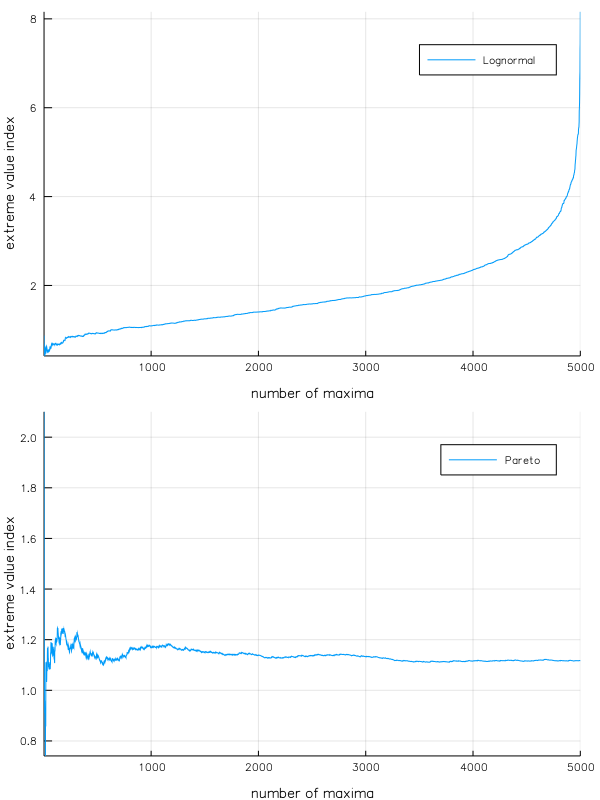 8
Lognormal
6
extreme value index
4
2
1000 2000 3000 4000 5000
number of maxima
2.0
Pareto
1.8
1.6
extreme value index
1.4
1.2
1.0
0.8
1000 2000 3000 4000 5000
number of maxima